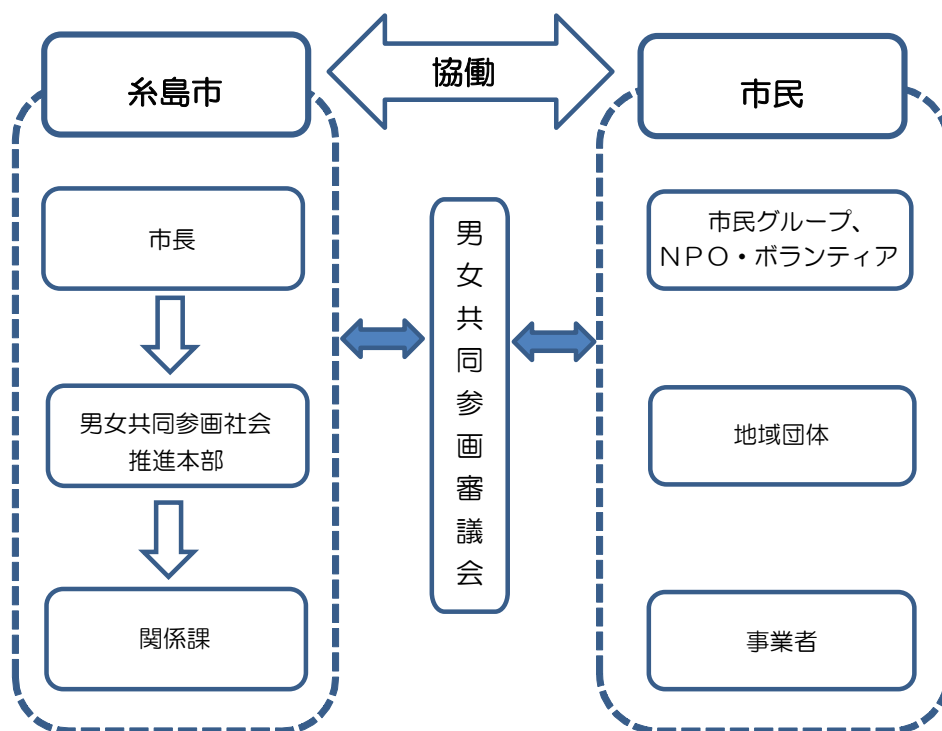 糸島市
協働
市民
市長
男女共同参画社会
推進本部
関係課
男女共同参画審議会
市民グループ、
NPO・ボランティア
地域団体
事業者